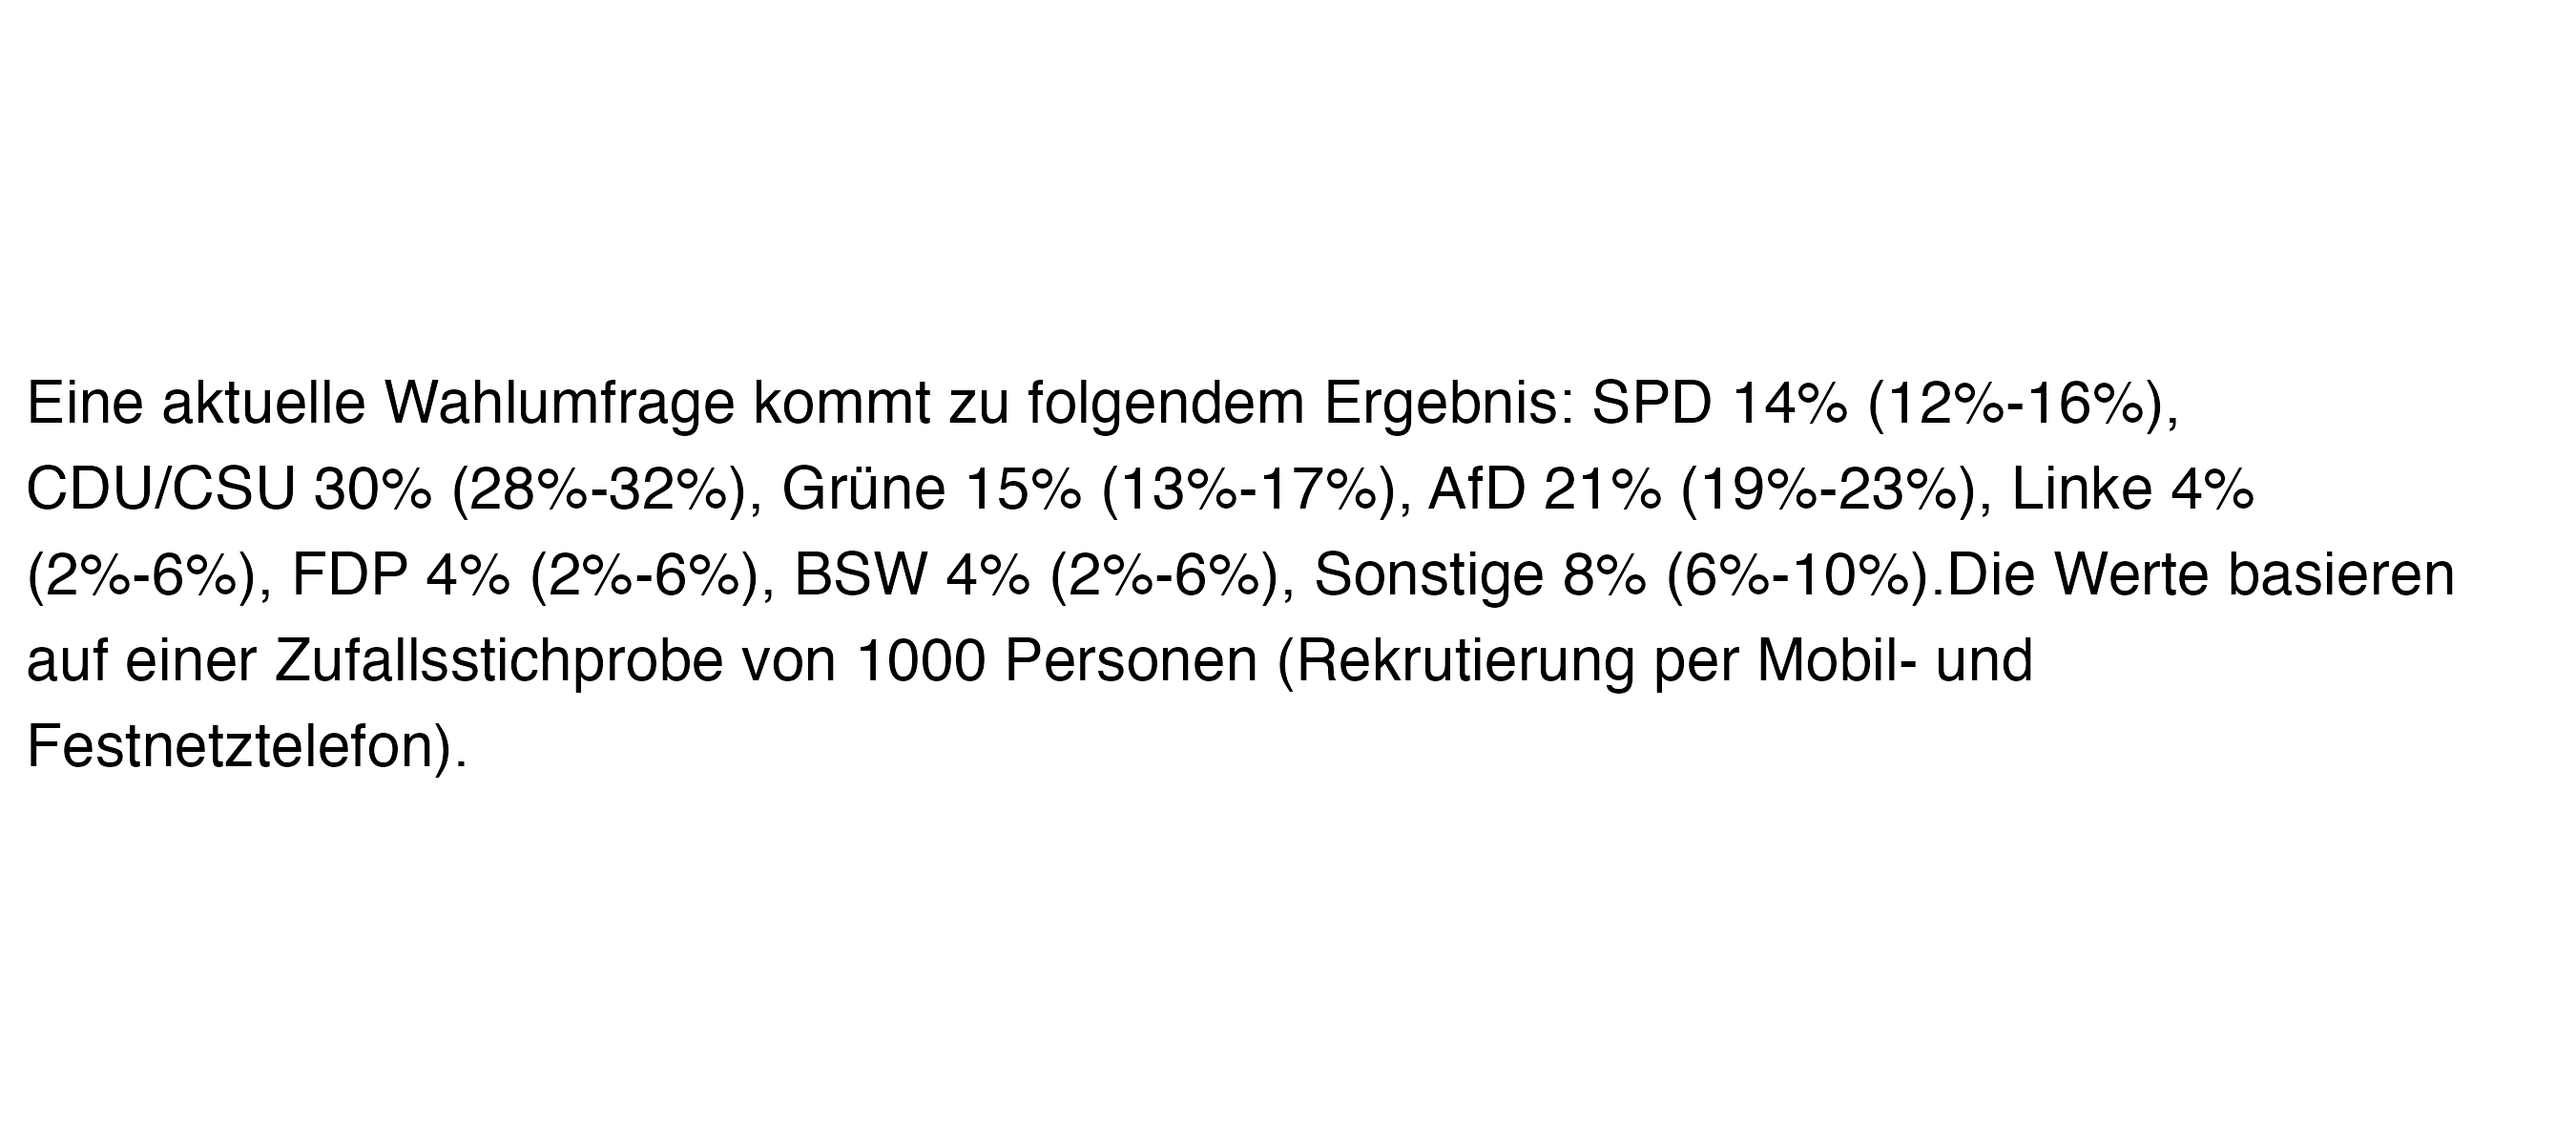 Eine aktuelle Wahlumfrage kommt zu folgendem Ergebnis: SPD 14% (12%-16%),
CDU/CSU 30% (28%-32%), Grüne 15% (13%-17%), AfD 21% (19%-23%), Linke 4%
(2%-6%), FDP 4% (2%-6%), BSW 4% (2%-6%), Sonstige 8% (6%-10%).Die Werte basieren
auf einer Zufallsstichprobe von 1000 Personen (Rekrutierung per Mobil- und
Festnetztelefon).